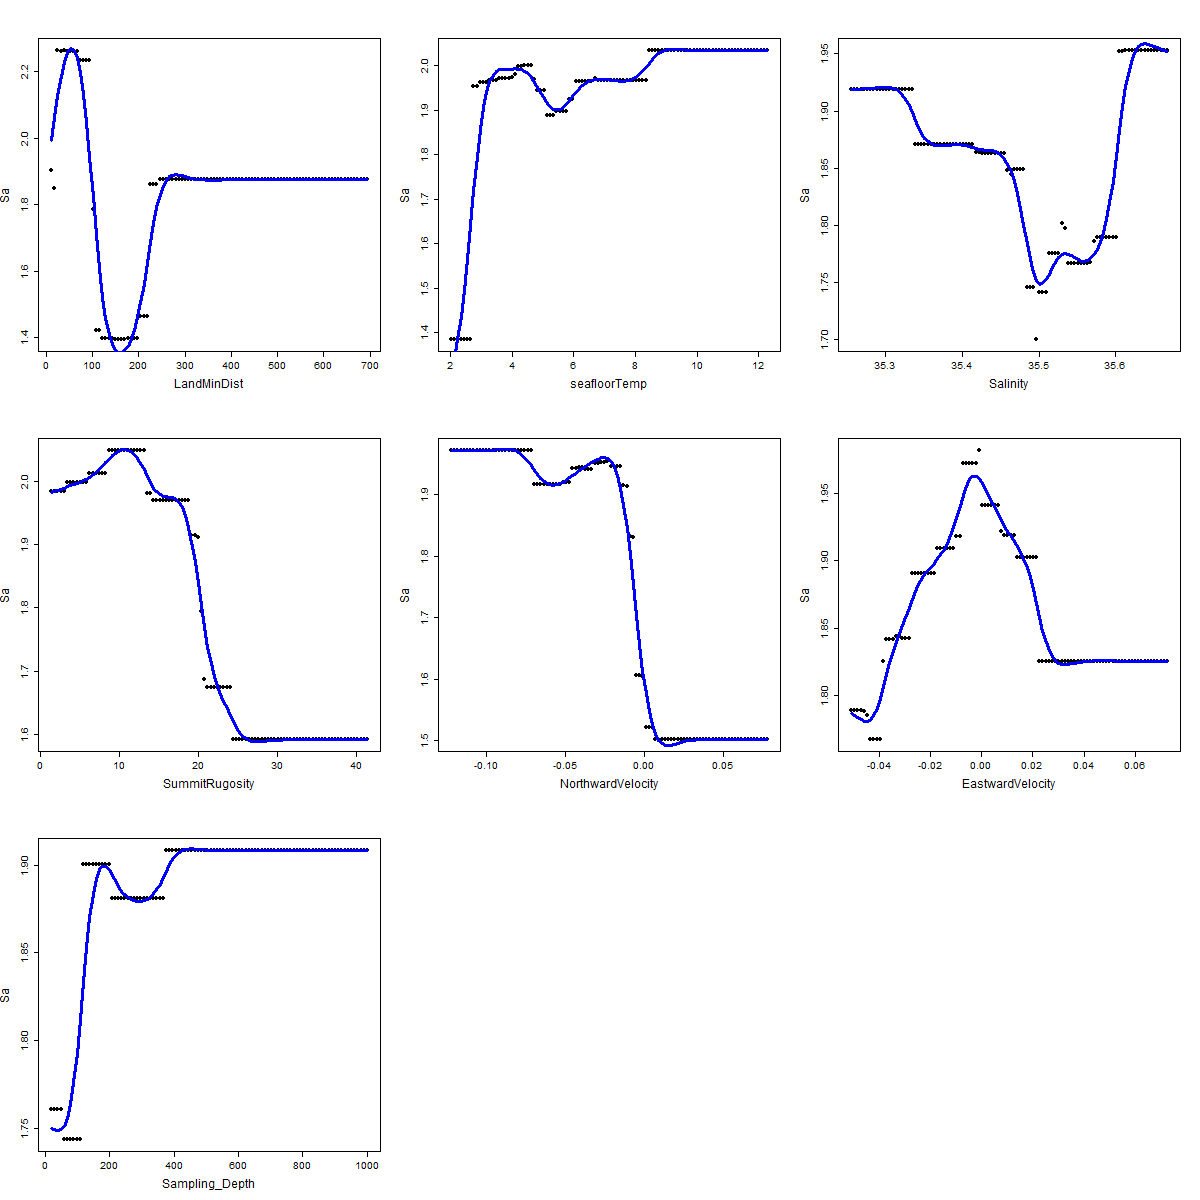 Sa
2.2
2.0
1.8
1.6
1.4
0 100 200 300 400 500 600 700
LandMinDist
Sa
2.0
1.9
1.8
1.7
1.6
1.5
1.4
2 4 6 8 10 12
seafloorTemp
Sa
1.95
1.90
1.85
1.80
1.75
1.70
35.3 35.4 35.5 35.6
Salinity
Sa
2.0
1.9
1.8
1.7
1.6
0 10 20 30 40
SummitRugosity
Sa
1.9
1.8
1.7
1.6
1.5
-0.10 -0.05 0.00 0.05
NorthwardVelocity
Sa
1.95
1.90
1.85
1.80
-0.04 -0.02 0.00 0.02 0.04 0.06
EastwardVelocity
Sa
1.90
1.85
1.80
1.75
0 200 400 600 800 1000
Sampling_Depth